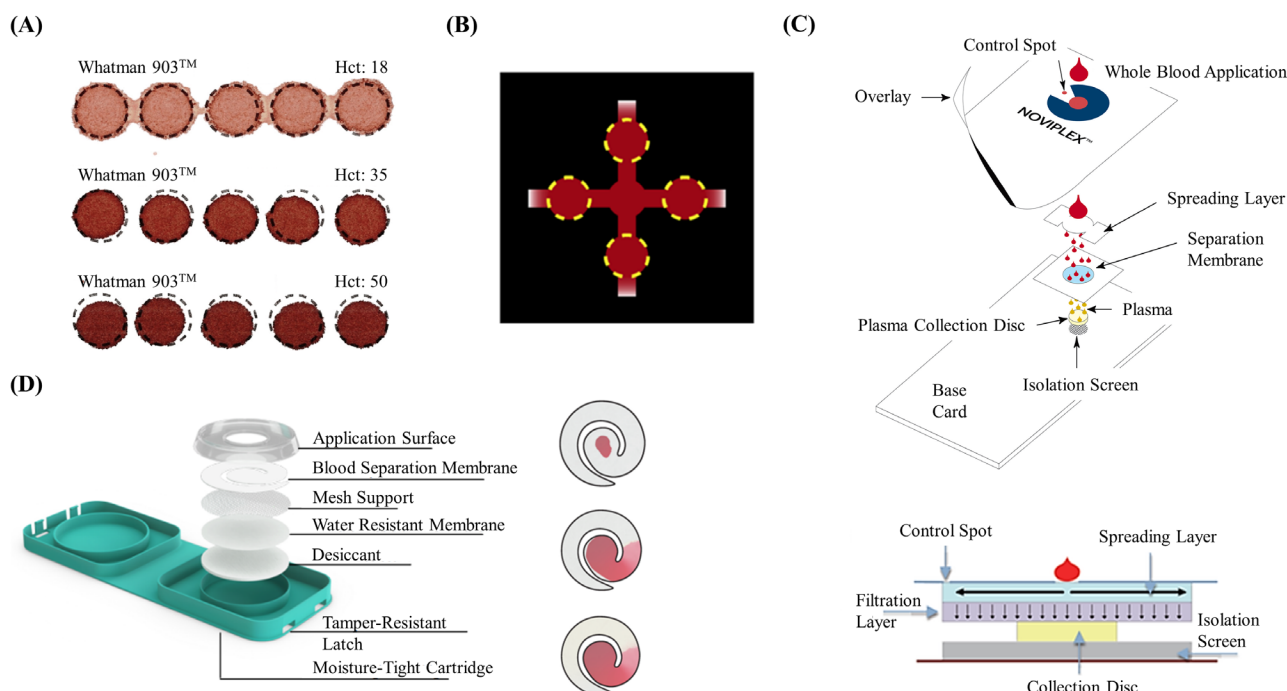 (A)
Whatman 903™ Hct: 18
Whatman 903™ Hct: 35
Whatman 903™ Hct: 50
(B)
(C)
Control Spot
Whole Blood Application
Overlay
NOVIPLEX™
Spreading Layer
Separation
Membrane
Plasma
Plasma Collection Disc
Isolation Screen
Base
Card
Control Spot
Spreading Layer
Filtration
Layer
Isolation
Screen
Collection Disc
(D)
Application Surface
Blood Separation Membrane
Mesh Support
Water Resistant Membrane
Desiccant
Tamper-Resistant
Latch
Moisture-Tight Cartridge